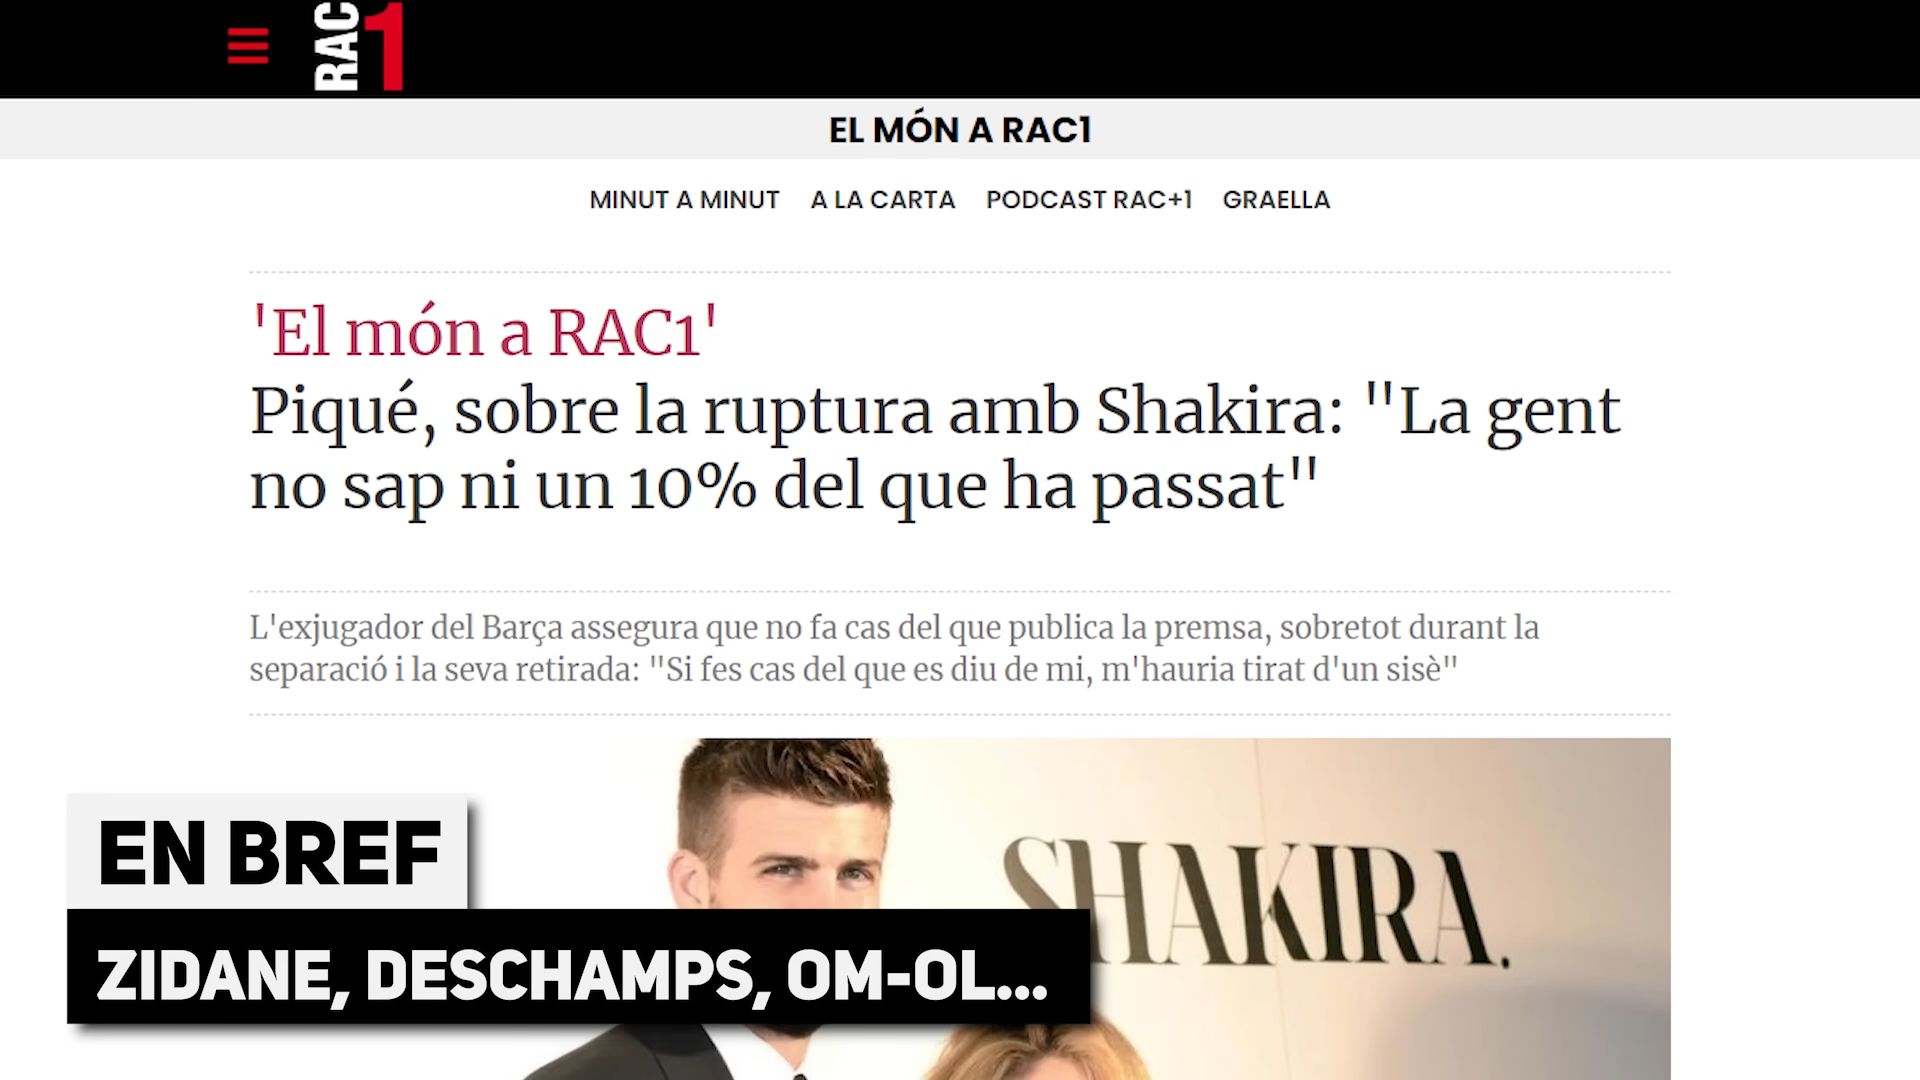 RAC1
EL MÓN A RAC1
MINUT A MINUT A LA CARTA PODCAST RAC+1 GRAELLA
'El món a RAC1'
Piqué, sobre la ruptura amb Shakira: "La gent
no sap ni un 10% del que ha passat"
L'exjugador del Barça assegura que no fa cas del que publica la premsa, sobretot durant la
separació i la seva retirada: "Si fes cas del que es diu de mi, m'hauria tirat d'un sisè"
SHAKIRA.
EN BREF
ZIDANE, DESCHAMPS, OM-OL...